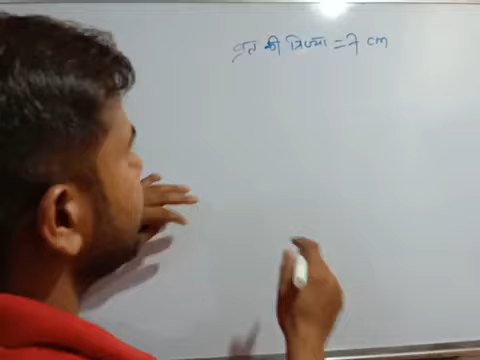 वृत की त्रिज्या = 7 cm